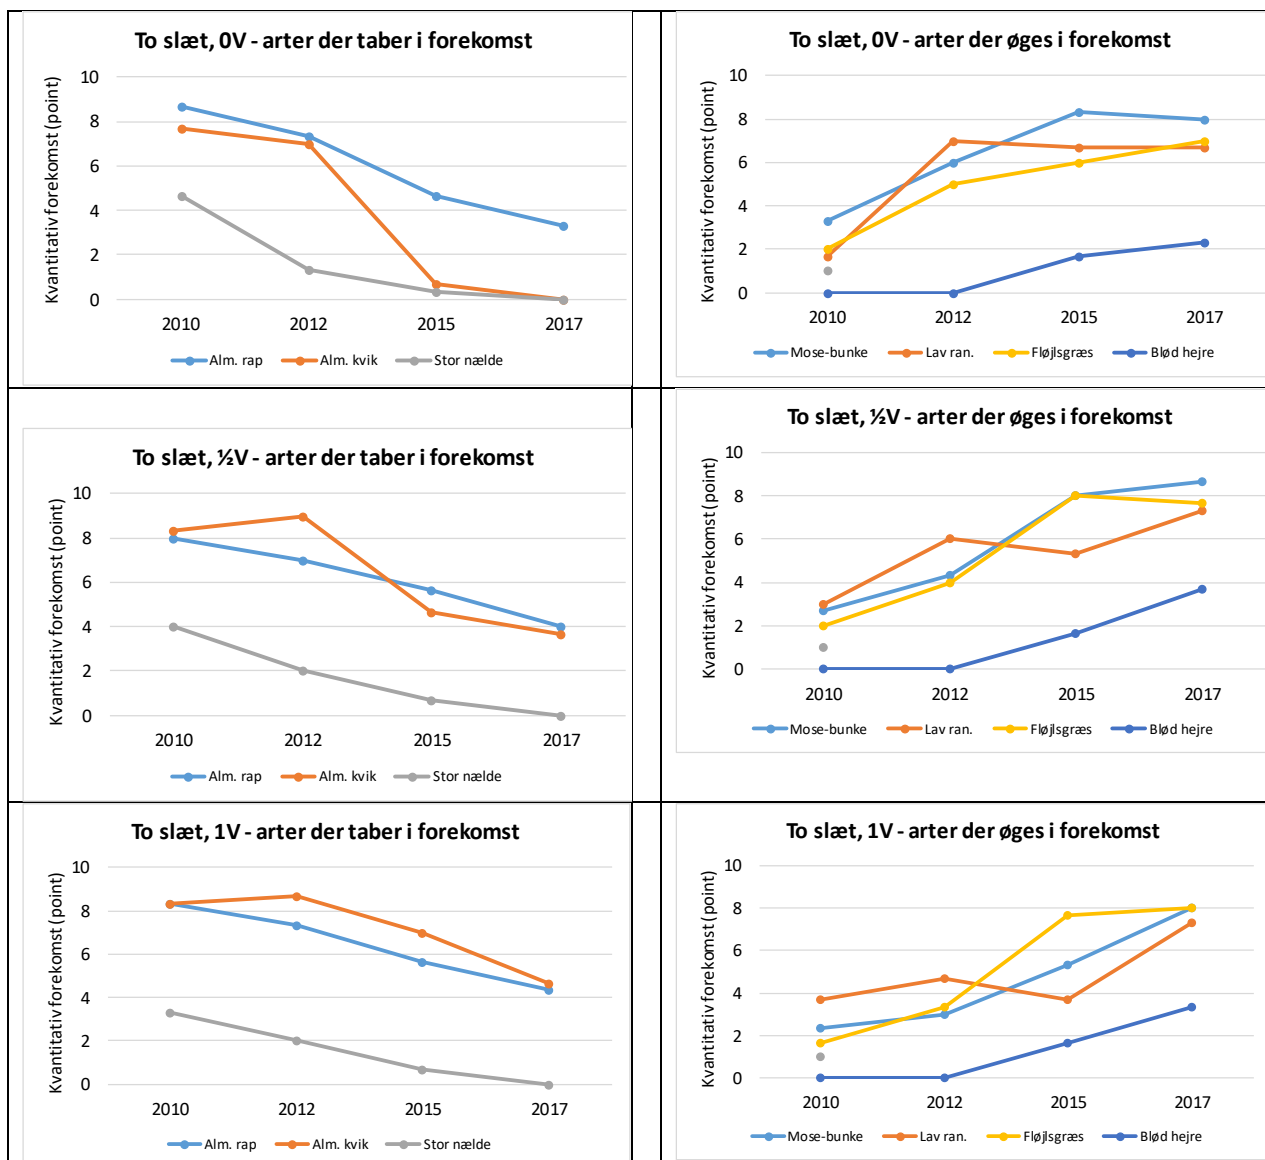 To slæt, 0V - arter der taber i forekomst
Kvantitativ forekomst (point)
10
8
6
4
2
0
2010 2012 2015 2017
Alm. rap Alm. kvik Stor nælde
To slæt, 0V - arter der øges i forekomst
Kvantitativ forekomst (point)
10
8
6
4
2
0
2010 2012 2015 2017
Mose-bunke Lav ran. Fløjlsgræs Blød hejre
To slæt, ½V - arter der taber i forekomst
Kvantitativ forekomst (point)
10
8
6
4
2
0
2010 2012 2015 2017
Alm. rap Alm. kvik Stor nælde
To slæt, ½V - arter der øges i forekomst
Kvantitativ forekomst (point)
10
8
6
4
2
0
2010 2012 2015 2017
Mose-bunke Lav ran. Fløjlsgræs Blød hejre
To slæt, 1V - arter der taber i forekomst
Kvantitativ forekomst (point)
10
8
6
4
2
0
2010 2012 2015 2017
Alm. rap Alm. kvik Stor nælde
To slæt, 1V - arter der øges i forekomst
Kvantitativ forekomst (point)
10
8
6
4
2
0
2010 2012 2015 2017
Mose-bunke Lav ran. Fløjlsgræs Blød hejre